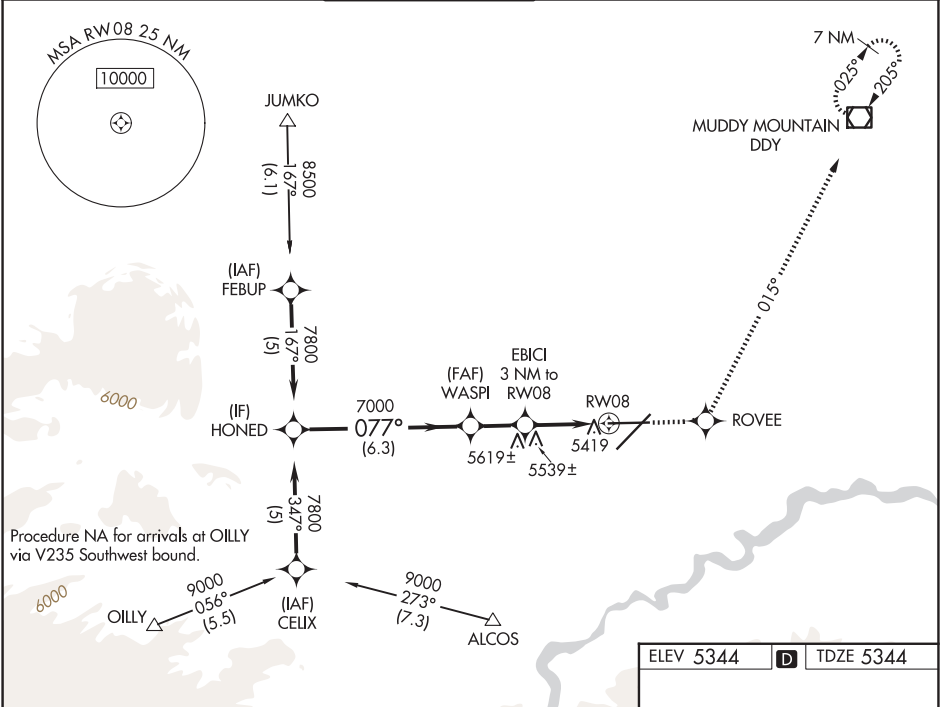 MSA RW08 25 NM
10000
7 NM
025°
205°
MUDDY MOUNTAIN
DDY
JUMKO
8500
167°
(6.1)
(IAF)
FEBUP
7800
167°
(5)
015°
6000
(IF)
HONED
7000
077°
(6.3)
(FAF)
WASPI
EBICI
3 NM to
RW08
RW08
ROVEE
5619±
5539±
5419
7800
347°
(5)
Procedure NA for arrivals at OILLY
via V235 Southwest bound.
6000
OILLY
9000
056°
(5.5)
(IAF)
CELIX
9000
273°
(7.3)
ALCOS
ELEV 5344
D
TDZE 5344